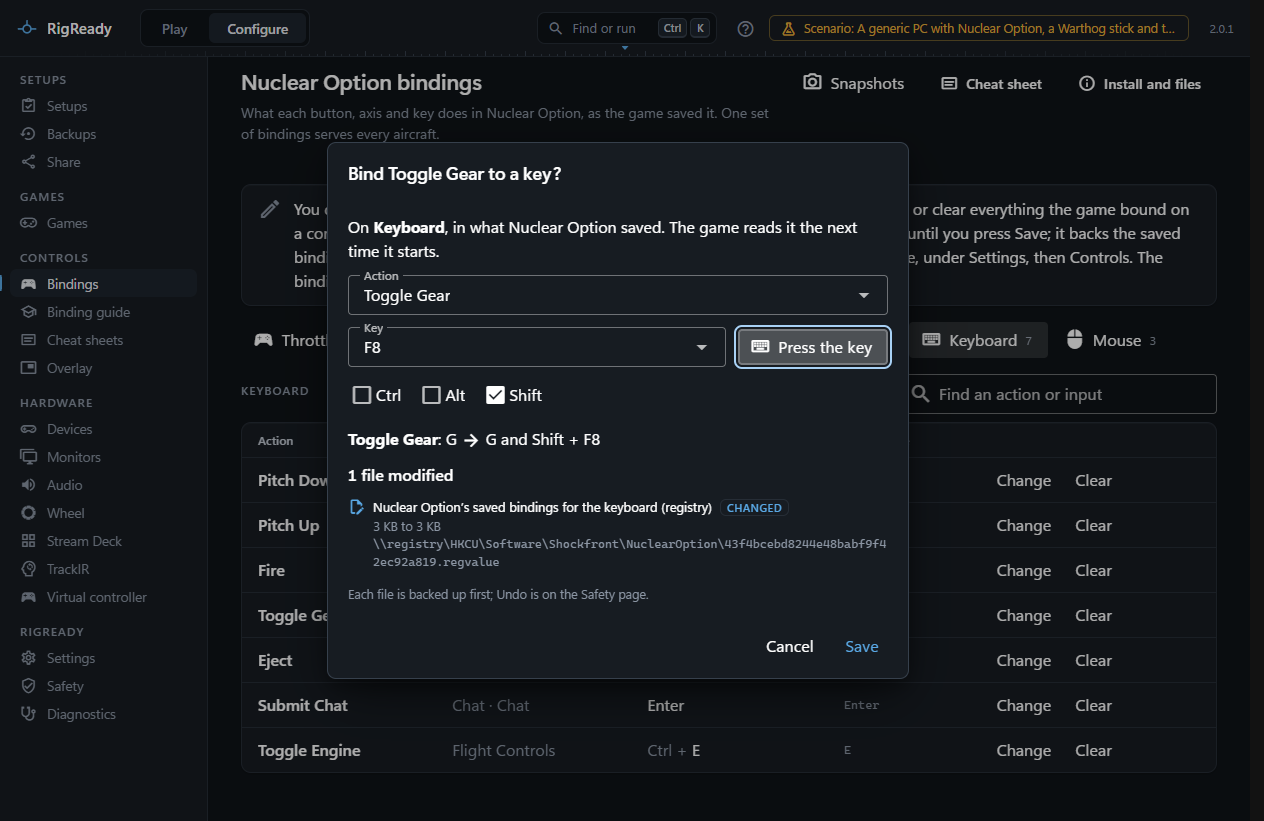 RigReady
Play
Configure
Find or run
Ctrl
K
Scenario: A generic PC with Nuclear Option, a Warthog stick and t...
2.0.1
SETUPS
Setups
Backups
Share
GAMES
Games
CONTROLS
Bindings
Binding guide
Cheat sheets
Overlay
HARDWARE
Devices
Monitors
Audio
Wheel
Stream Deck
TrackIR
Virtual controller
RIGREADY
Settings
Safety
Diagnostics
Nuclear Option bindings
Snapshots
Cheat sheet
Install and files
What each button, axis and key does in Nuclear Option, as the game saved it. One set
of bindings serves every aircraft.
You
or clear everything the game bound on
a co
until you press Save; it backs the saved
bindi
e, under Settings, then Controls. The
bindi
Thrott
Keyboard 7
Mouse 3
KEYBOARD
Find an action or input
Action
Pitch Dow
Change
Clear
Pitch Up
Change
Clear
Fire
Change
Clear
Toggle Ge
Change
Clear
Eject
Change
Clear
Submit Chat
Chat · Chat
Enter
Enter
Change
Clear
Toggle Engine
Flight Controls
Ctrl + E
E
Change
Clear
Bind Toggle Gear to a key?
On Keyboard, in what Nuclear Option saved. The game reads it the next
time it starts.
Action
Toggle Gear
Key
F8
Press the key
Ctrl
Alt
Shift
Toggle Gear: G → G and Shift + F8
1 file modified
Nuclear Option's saved bindings for the keyboard (registry)
CHANGED
3 KB to 3 KB
\\registry\HKCU\Software\Shockfront\NuclearOption\43f4bcebd8244e48babf9f4
2ec92a819.regvalue
Each file is backed up first; Undo is on the Safety page.
Cancel
Save